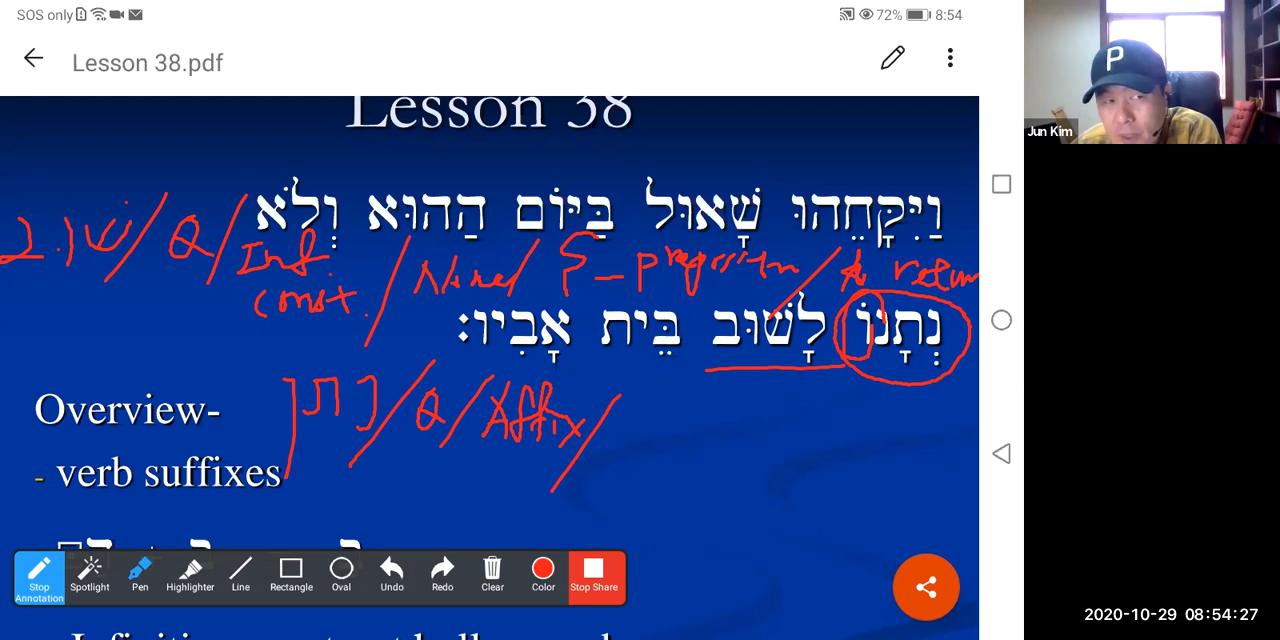 SOS only 72% 8:54
Lesson 38.pdf
Jun Kim
Lesson 38
וַיִּקָּחֵהוּ שָׁאוּל בַּיּוֹם הַהוּא וְלֹא
2. שׁוּ / Q / Inf const. / / - preposition / to return
נְתָנוֹ לָשׁוּב בֵּית אָבִיו׃
נתן / Q / Affix /
Overview-
- verb suffixes
Stop Annotation Spotlight Pen Highlighter Line Rectangle Oval Undo Redo Clear Color Stop Share
2020-10-29 08:54:27